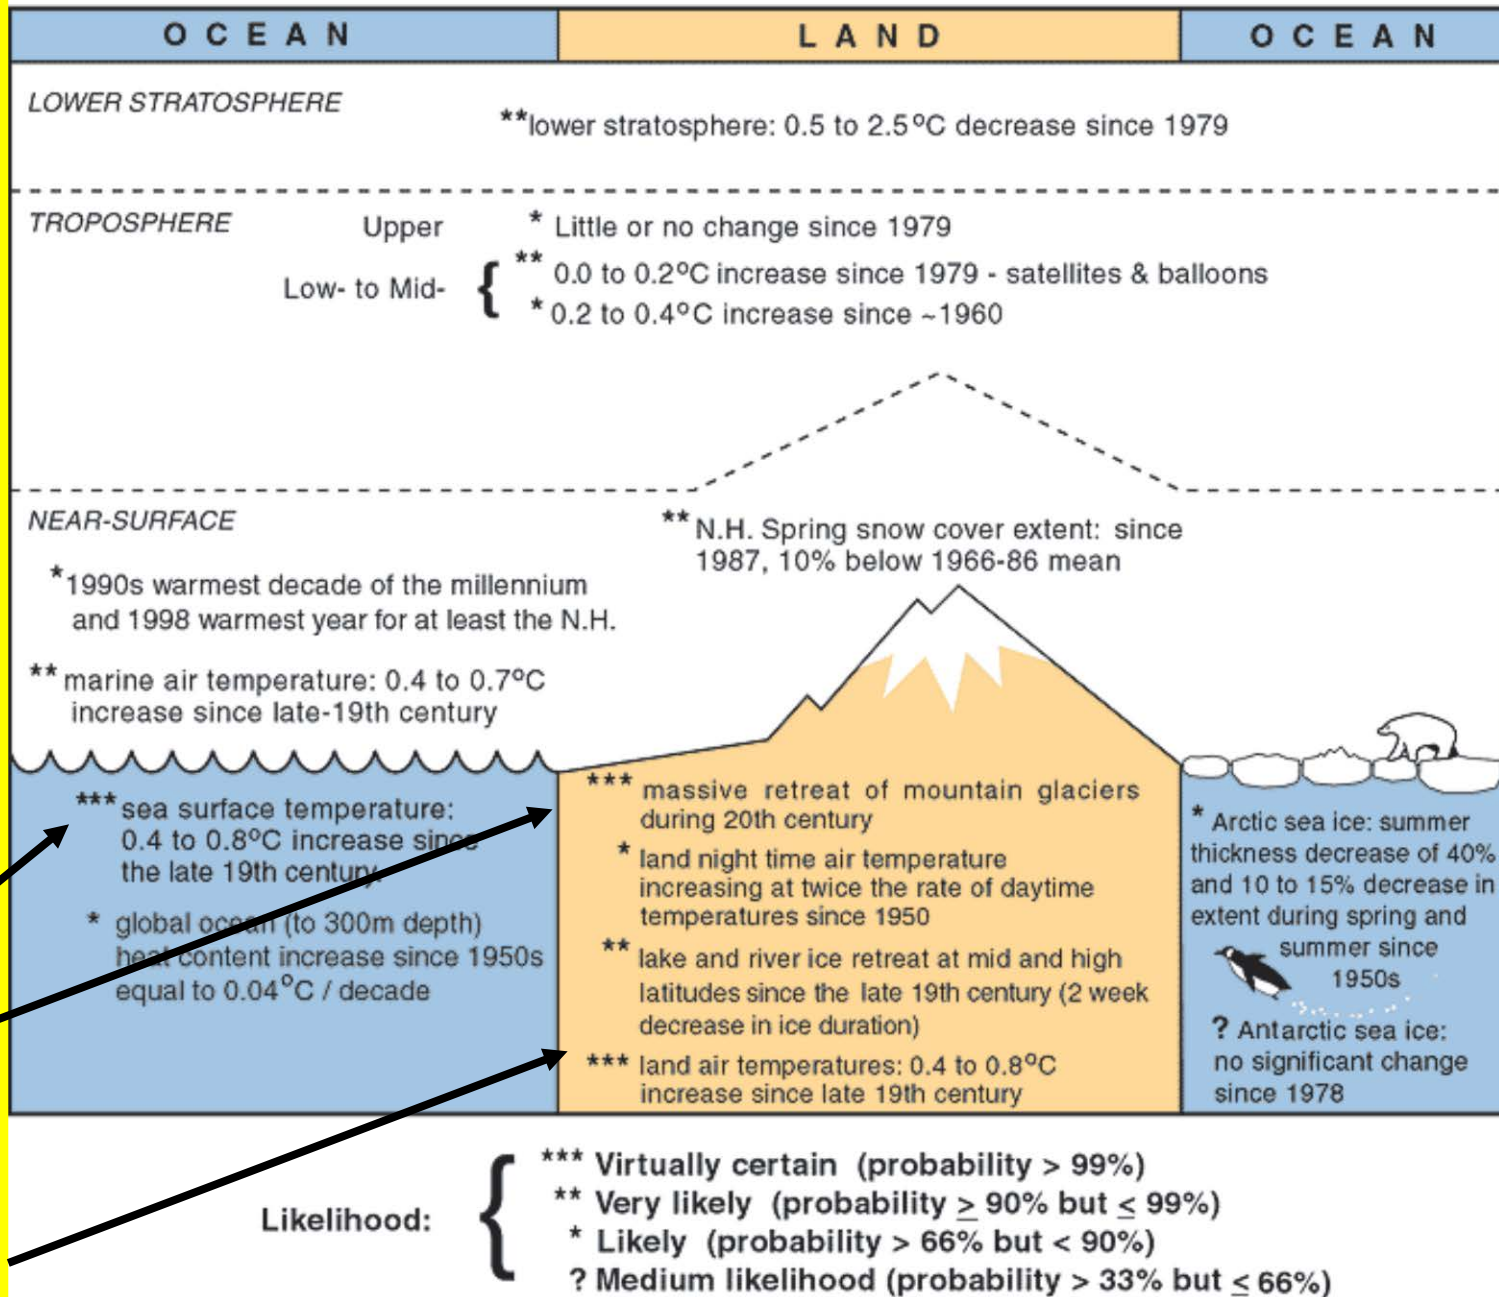 OCEAN LAND OCEAN
LOWER STRATOSPHERE
**lower stratosphere: 0.5 to 2.5°C decrease since 1979
TROPOSPHERE
Upper
* Little or no change since 1979
Low- to Mid- {
** 0.0 to 0.2°C increase since 1979 - satellites & balloons
* 0.2 to 0.4°C increase since ~1960
NEAR-SURFACE
*1990s warmest decade of the millennium
and 1998 warmest year for at least the N.H.
** marine air temperature: 0.4 to 0.7°C
increase since late-19th century
** N.H. Spring snow cover extent: since
1987, 10% below 1966-86 mean
*** sea surface temperature:
0.4 to 0.8°C increase since
the late 19th century.
* global ocean (to 300m depth)
heat content increase since 1950s
equal to 0.04°C / decade
*** massive retreat of mountain glaciers
during 20th century
* land night time air temperature
increasing at twice the rate of daytime
temperatures since 1950
** lake and river ice retreat at mid and high
latitudes since the late 19th century (2 week
decrease in ice duration)
*** land air temperatures: 0.4 to 0.8°C
increase since late 19th century
* Arctic sea ice: summer
thickness decrease of 40%
and 10 to 15% decrease in
extent during spring and
summer since
1950s
? Antarctic sea ice:
no significant change
since 1978
Likelihood: {
*** Virtually certain (probability > 99%)
** Very likely (probability ≥ 90% but ≤ 99%)
* Likely (probability > 66% but < 90%)
? Medium likelihood (probability > 33% but ≤ 66%)